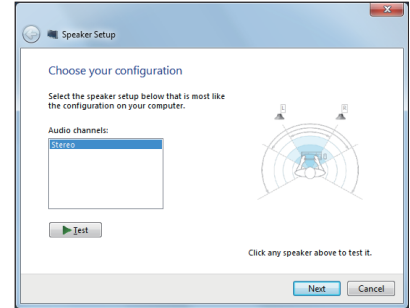 Speaker Setup
Choose your configuration
Select the speaker setup below that is most like
the configuration on your computer.
Audio channels:
Stereo
L
R
Test
Click any speaker above to test it.
Next
Cancel